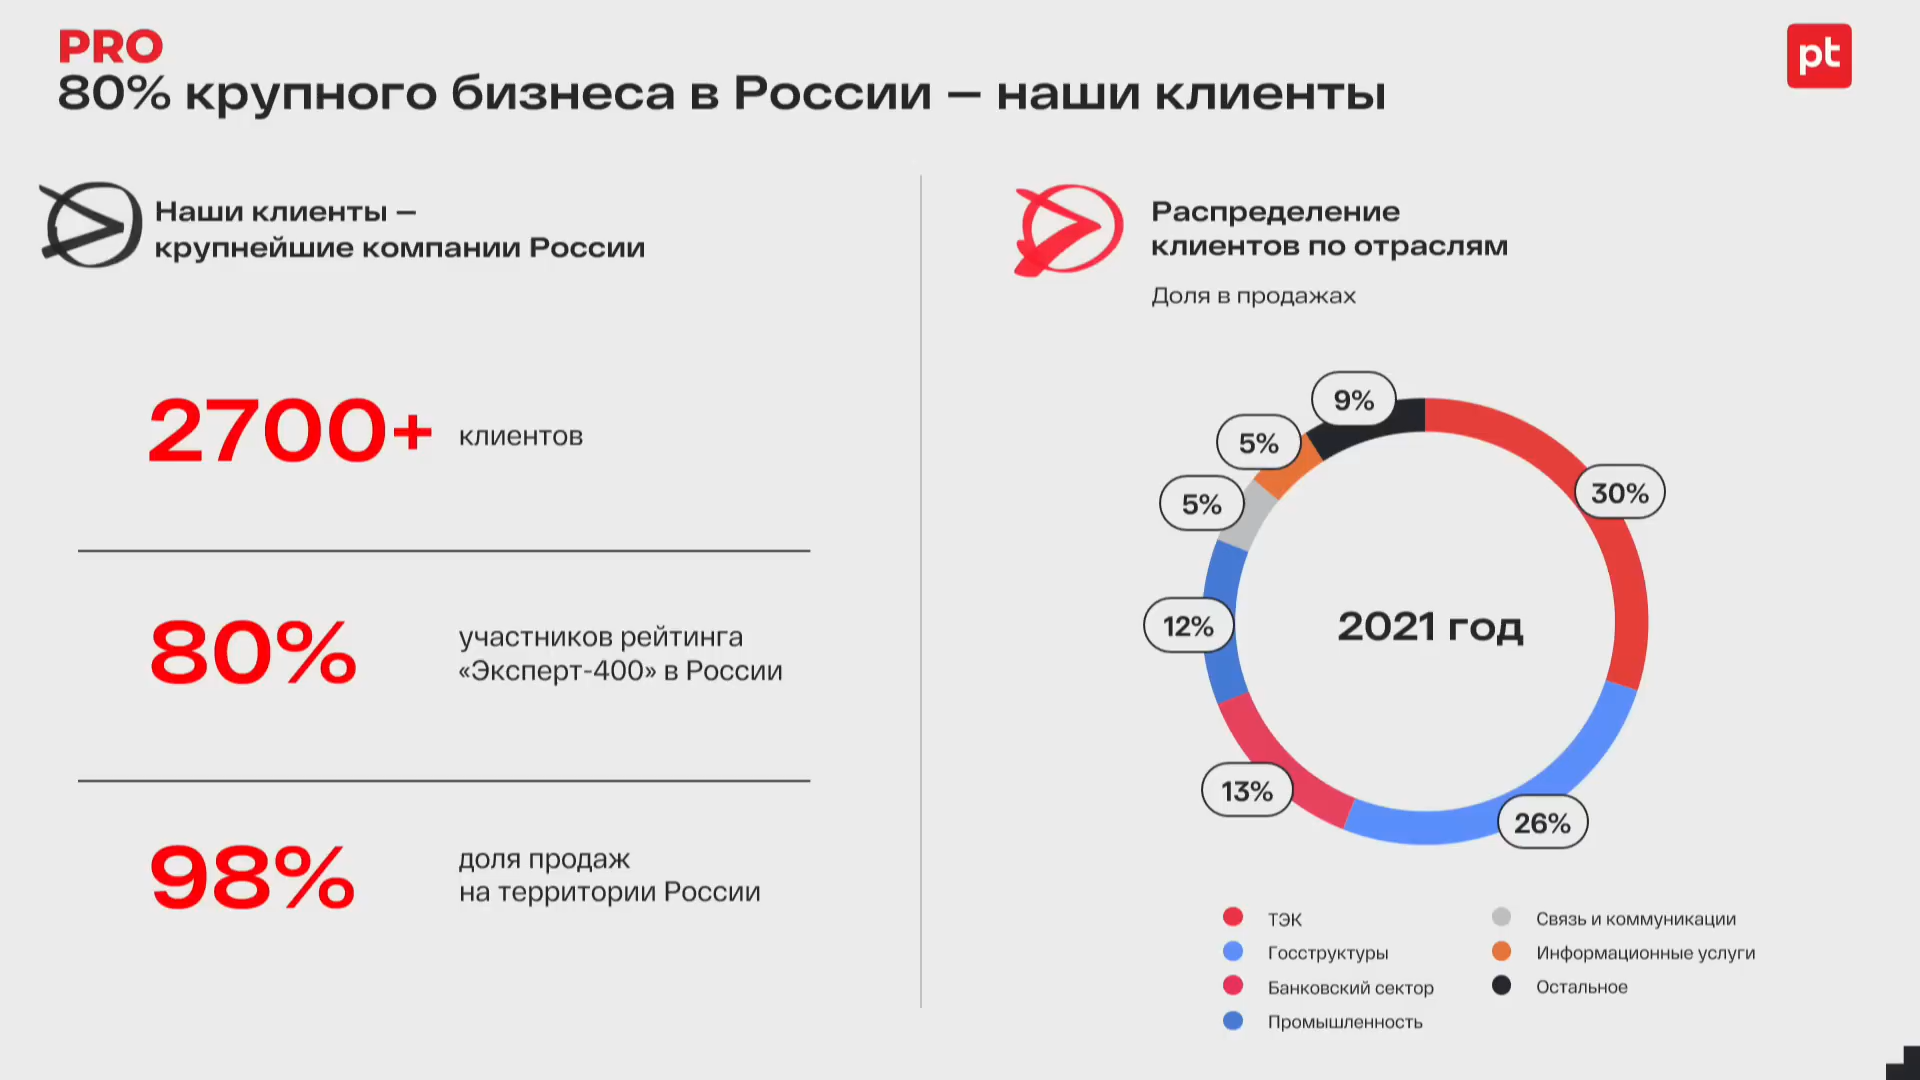 PRO
80% крупного бизнеса в России – наши клиенты
pt
Наши клиенты –
крупнейшие компании России
2700+ клиентов
80% участников рейтинга
«Эксперт-400» в России
98% доля продаж
на территории России
Распределение
клиентов по отраслям
Доля в продажах
9%
5%
5%
30%
12%
2021 год
13%
26%
ТЭК
Госструктуры
Банковский сектор
Промышленность
Связь и коммуникации
Информационные услуги
Остальное